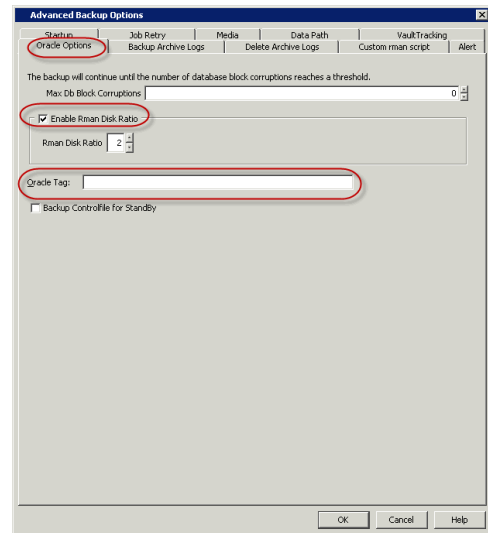 Advanced Backup Options
Startup Job Retry Media Data Path VaultTracking
Oracle Options Backup Archive Logs Delete Archive Logs Custom rman script Alert
The backup will continue until the number of database block corruptions reaches a threshold.
Max Db Block Corruptions 0
Enable Rman Disk Ratio
Rman Disk Ratio 2
Oracle Tag:
Backup Controlfile for StandBy
OK Cancel Help